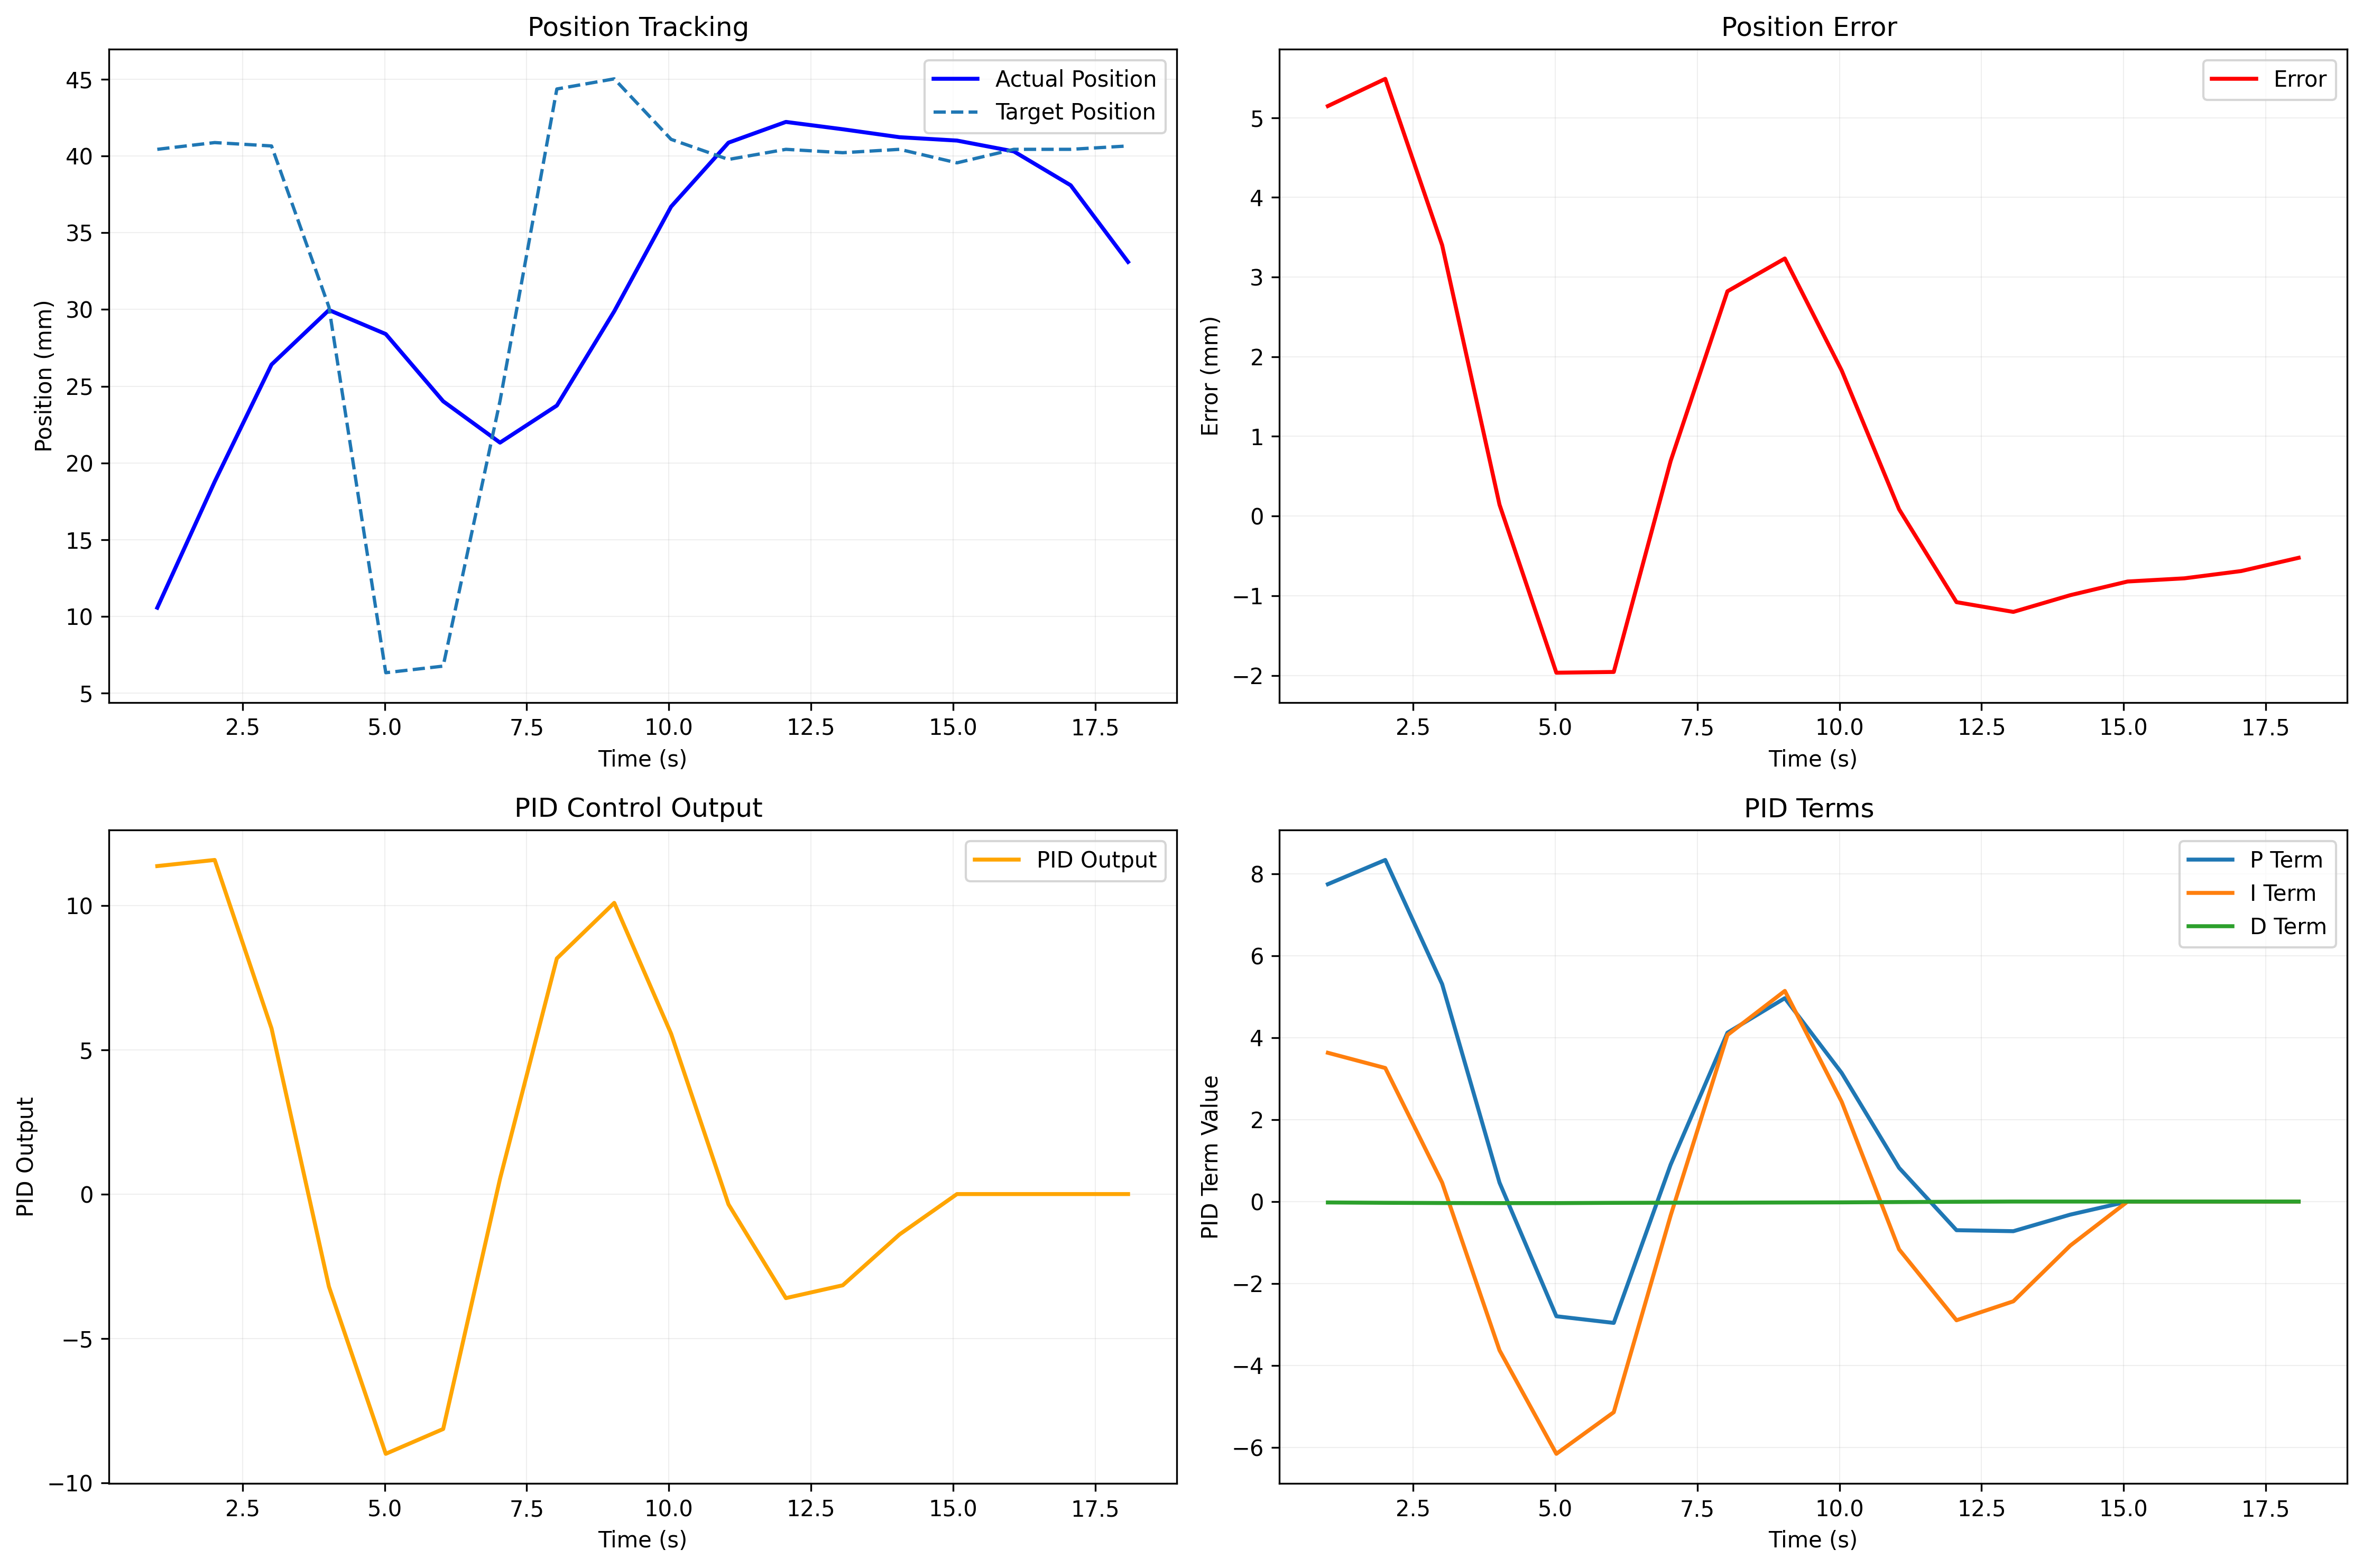 Position Tracking
Actual Position
Target Position
45
40
35
30
25
20
15
10
5
Position (mm)
2.5 5.0 7.5 10.0 12.5 15.0 17.5
Time (s)
Position Error
Error
5
4
3
2
1
0
−1
−2
Error (mm)
2.5 5.0 7.5 10.0 12.5 15.0 17.5
Time (s)
PID Control Output
PID Output
10
5
0
−5
−10
PID Output
2.5 5.0 7.5 10.0 12.5 15.0 17.5
Time (s)
PID Terms
P Term
I Term
D Term
8
6
4
2
0
−2
−4
−6
PID Term Value
2.5 5.0 7.5 10.0 12.5 15.0 17.5
Time (s)